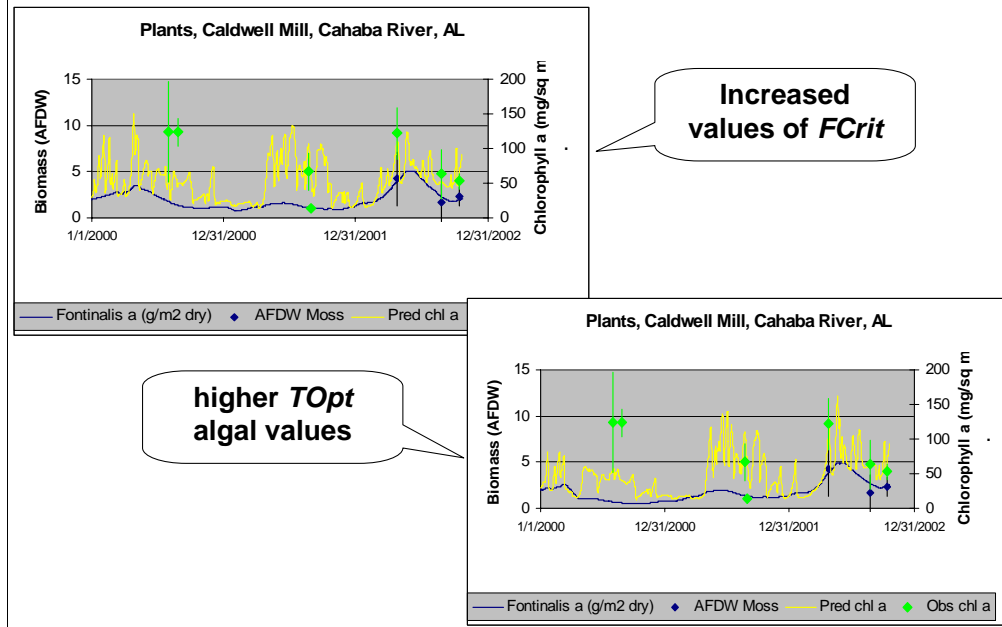 Plants, Caldwell Mill, Cahaba River, AL
15
10
5
0
Biomass (AFDW)
200
150
100
50
0
Chlorophyll a (mg/sq m
.
1/1/2000 12/31/2000 12/31/2001 12/31/2002
Fontinalis a (g/m2 dry) AFDW Moss Pred chl a
Increased
values of FCrit
higher TOpt
algal values
Plants, Caldwell Mill, Cahaba River, AL
15
10
5
0
Biomass (AFDW)
200
150
100
50
0
Chlorophyll a (mg/sq m
.
1/1/2000 12/31/2000 12/31/2001 12/31/2002
Fontinalis a (g/m2 dry) AFDW Moss Pred chl a Obs chl a